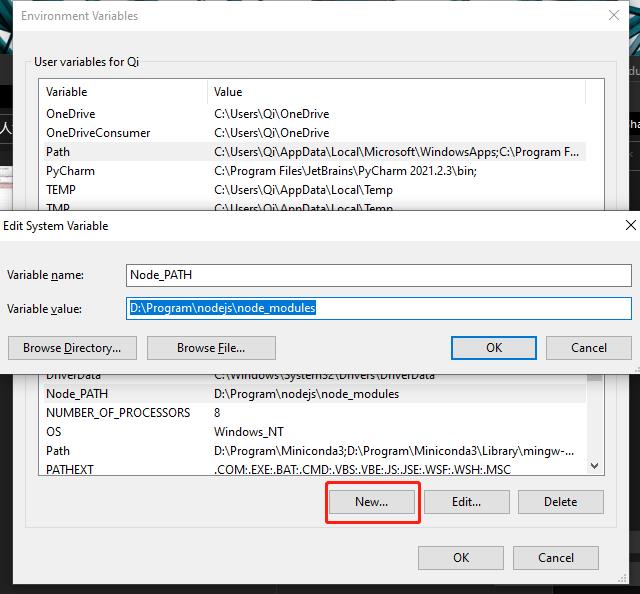 Environment Variables
User variables for Qi
Variable Value
OneDrive C:\Users\Qi\OneDrive
OneDriveConsumer C:\Users\Qi\OneDrive
Path C:\Users\Qi\AppData\Local\Microsoft\WindowsApps;C:\Program F...
PyCharm C:\Program Files\JetBrains\PyCharm 2021.2.3\bin;
TEMP C:\Users\Qi\AppData\Local\Temp
TMP C:\Users\Qi\AppData\Local\Temp
Edit System Variable
Variable name: Node_PATH
Variable value: D:\Program\nodejs\node_modules
Browse Directory... Browse File... OK Cancel
DriverData C:\Windows\System32\Drivers\DriverData
Node_PATH D:\Program\nodejs\node_modules
NUMBER_OF_PROCESSORS 8
OS Windows_NT
Path D:\Program\Miniconda3;D:\Program\Miniconda3\Library\mingw-...
PATHEXT .COM;.EXE;.BAT;.CMD;.VBS;.VBE;.JS;.JSE;.WSF;.WSH;.MSC
New... Edit... Delete
OK Cancel